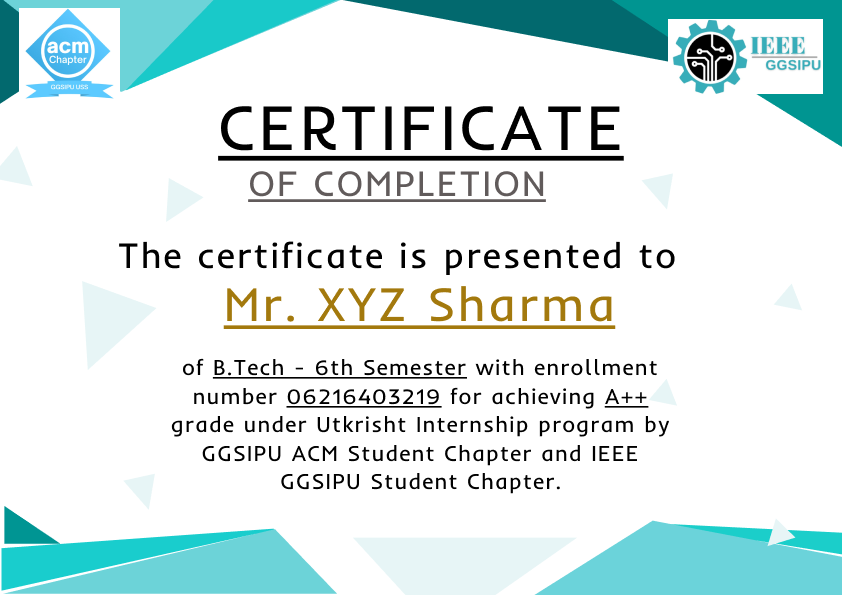 acm
Chapter
GGSIPU USS
IEEE
GGSIPU
CERTIFICATE
OF COMPLETION
The certificate is presented to
Mr. XYZ Sharma
of B.Tech - 6th Semester with enrollment
number 06216403219 for achieving A++
grade under Utkrisht Internship program by
GGSIPU ACM Student Chapter and IEEE
GGSIPU Student Chapter.